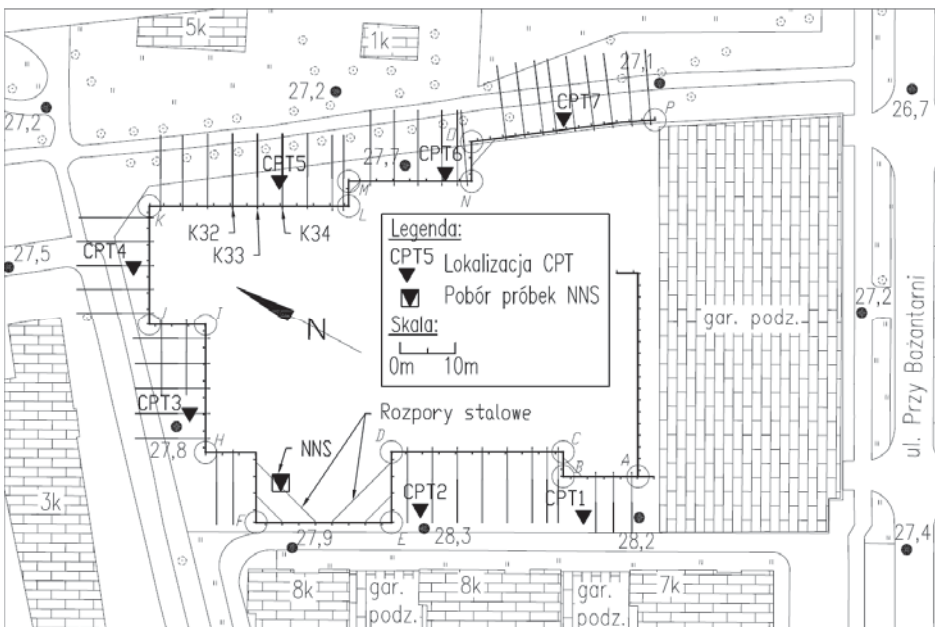 5k
1k
27,1
27,2
26,7
27,2
CPT7
P
D
27,7
CPT6
CPT5
M
N
K
L
K32
K34
K33
CPT4
27,5
Legenda:
CPT5 Lokalizacja CPT
Pobór próbek NNS
Skala:
0m 10m
N
27,2
gar. podz.
ul. Przy Bażantarni
J
I
CPT3
27,8
Rozpory stalowe
H
NNS
D
C
B
A
3k
CPT2
CPT1
F
E
27,9
28,3
28,2
27,4
8k
gar.
podz.
8k
gar.
podz.
7k